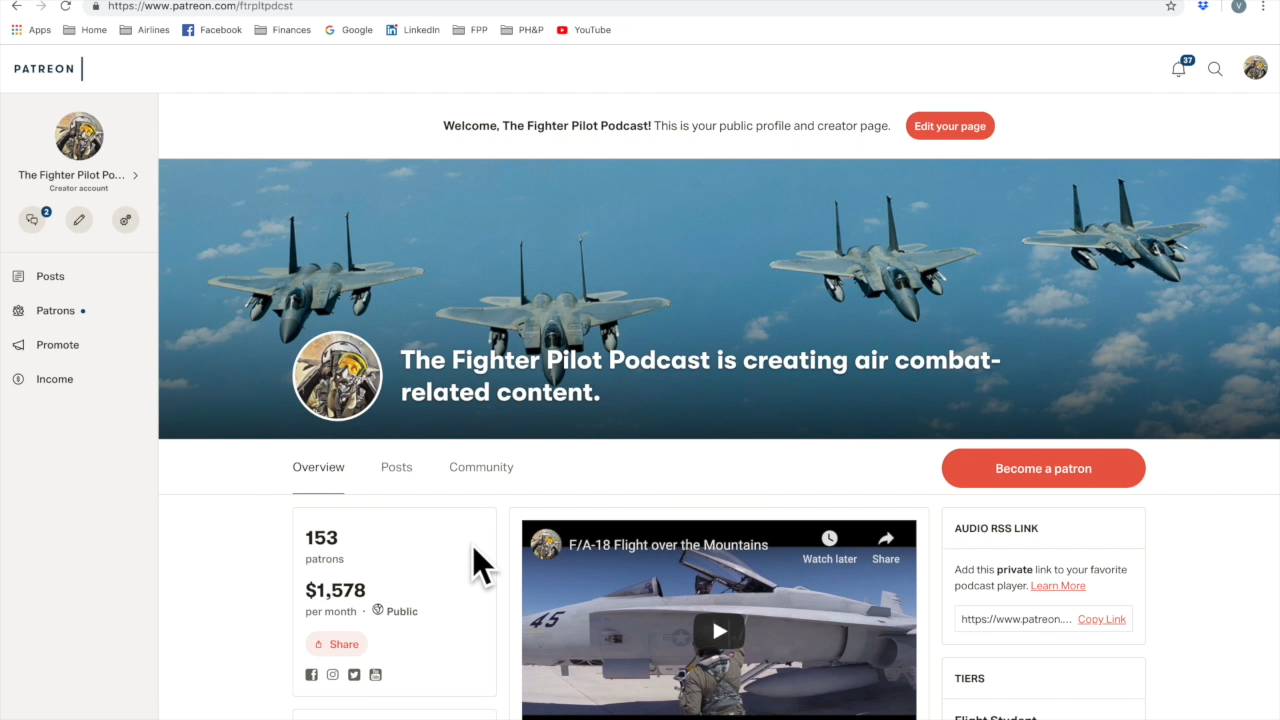 https://www.patreon.com/ftrpltpdcst
V
Apps Home Airlines Facebook Finances Google LinkedIn FPP PH&P YouTube
PATREON
37
Welcome, The Fighter Pilot Podcast! This is your public profile and creator page. Edit your page
The Fighter Pilot Po...
Creator account
2
Posts
Patrons
Promote
Income
The Fighter Pilot Podcast is creating air combat-
related content.
Overview Posts Community
Become a patron
153
patrons
$1,578
per month · Public
Share
F/A-18 Flight over the Mountains
Watch later Share
45
AUDIO RSS LINK
Add this private link to your favorite
podcast player. Learn More
https://www.patreon.... Copy Link
TIERS
Flight Student